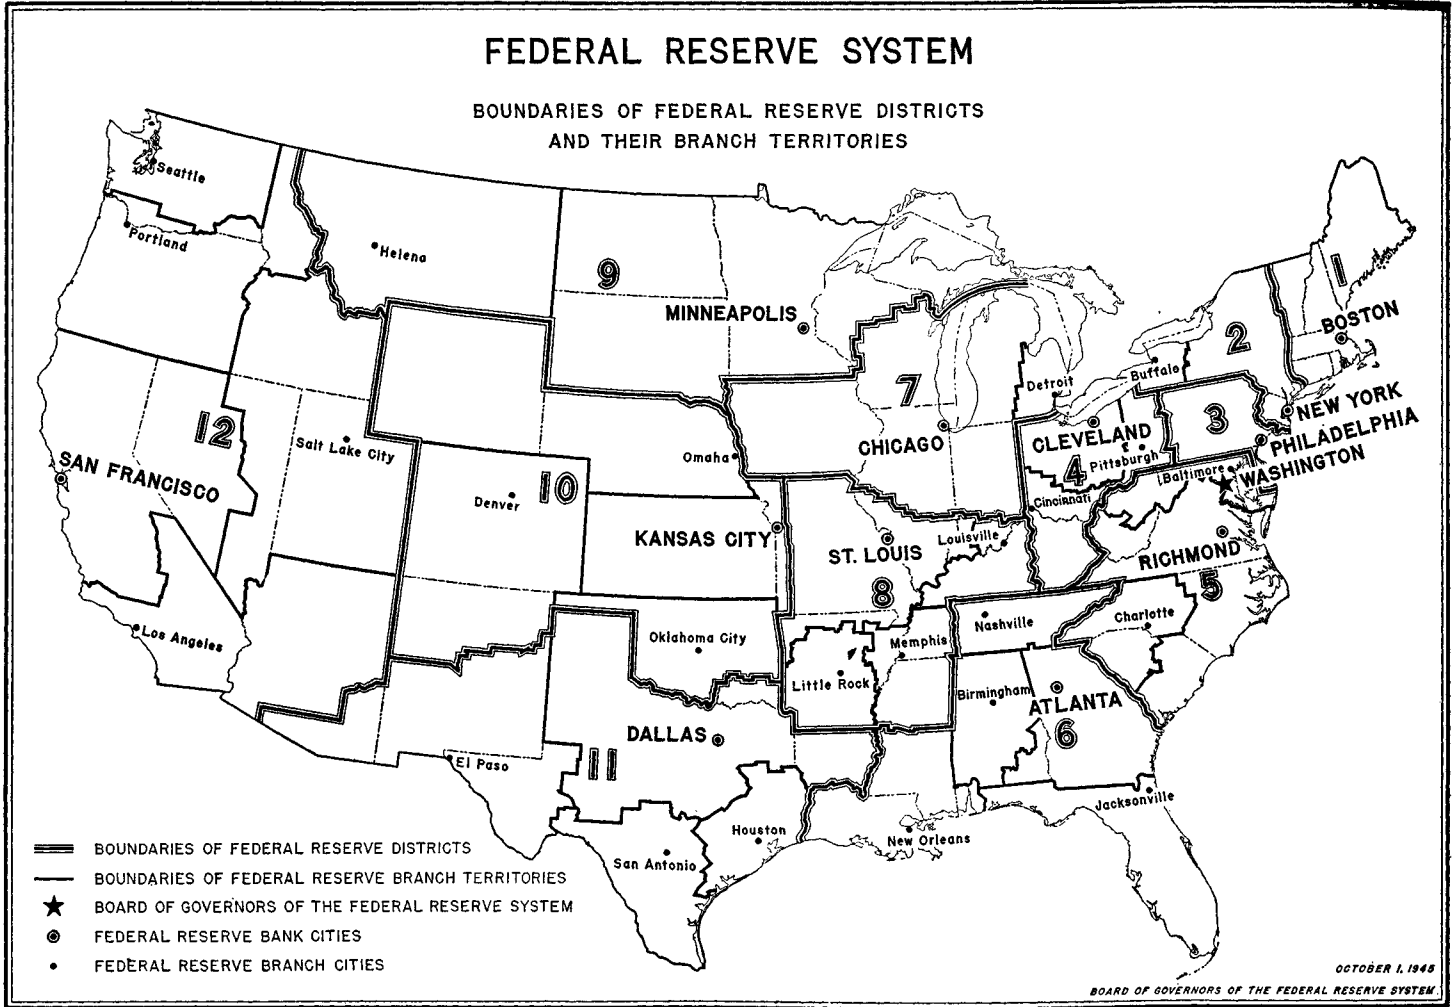 FEDERAL RESERVE SYSTEM
BOUNDARIES OF FEDERAL RESERVE DISTRICTS
AND THEIR BRANCH TERRITORIES
Seattle
Portland
Helena
9
MINNEAPOLIS
1
BOSTON
2
Buffalo
Detroit
7
NEW YORK
3
PHILADELPHIA
WASHINGTON
12
Salt Lake City
SAN FRANCISCO
CHICAGO
CLEVELAND
4
Pittsburgh
Baltimore
Cincinnati
Omaha
10
Denver
KANSAS CITY
ST. LOUIS
8
Louisville
RICHMOND
5
Los Angeles
Oklahoma City
Memphis
Nashville
Charlotte
Little Rock
Birmingham
ATLANTA
6
DALLAS
11
El Paso
Houston
San Antonio
New Orleans
Jacksonville
BOUNDARIES OF FEDERAL RESERVE DISTRICTS
BOUNDARIES OF FEDERAL RESERVE BRANCH TERRITORIES
BOARD OF GOVERNORS OF THE FEDERAL RESERVE SYSTEM
FEDERAL RESERVE BANK CITIES
FEDERAL RESERVE BRANCH CITIES
OCTOBER 1, 1945
BOARD OF GOVERNORS OF THE FEDERAL RESERVE SYSTEM